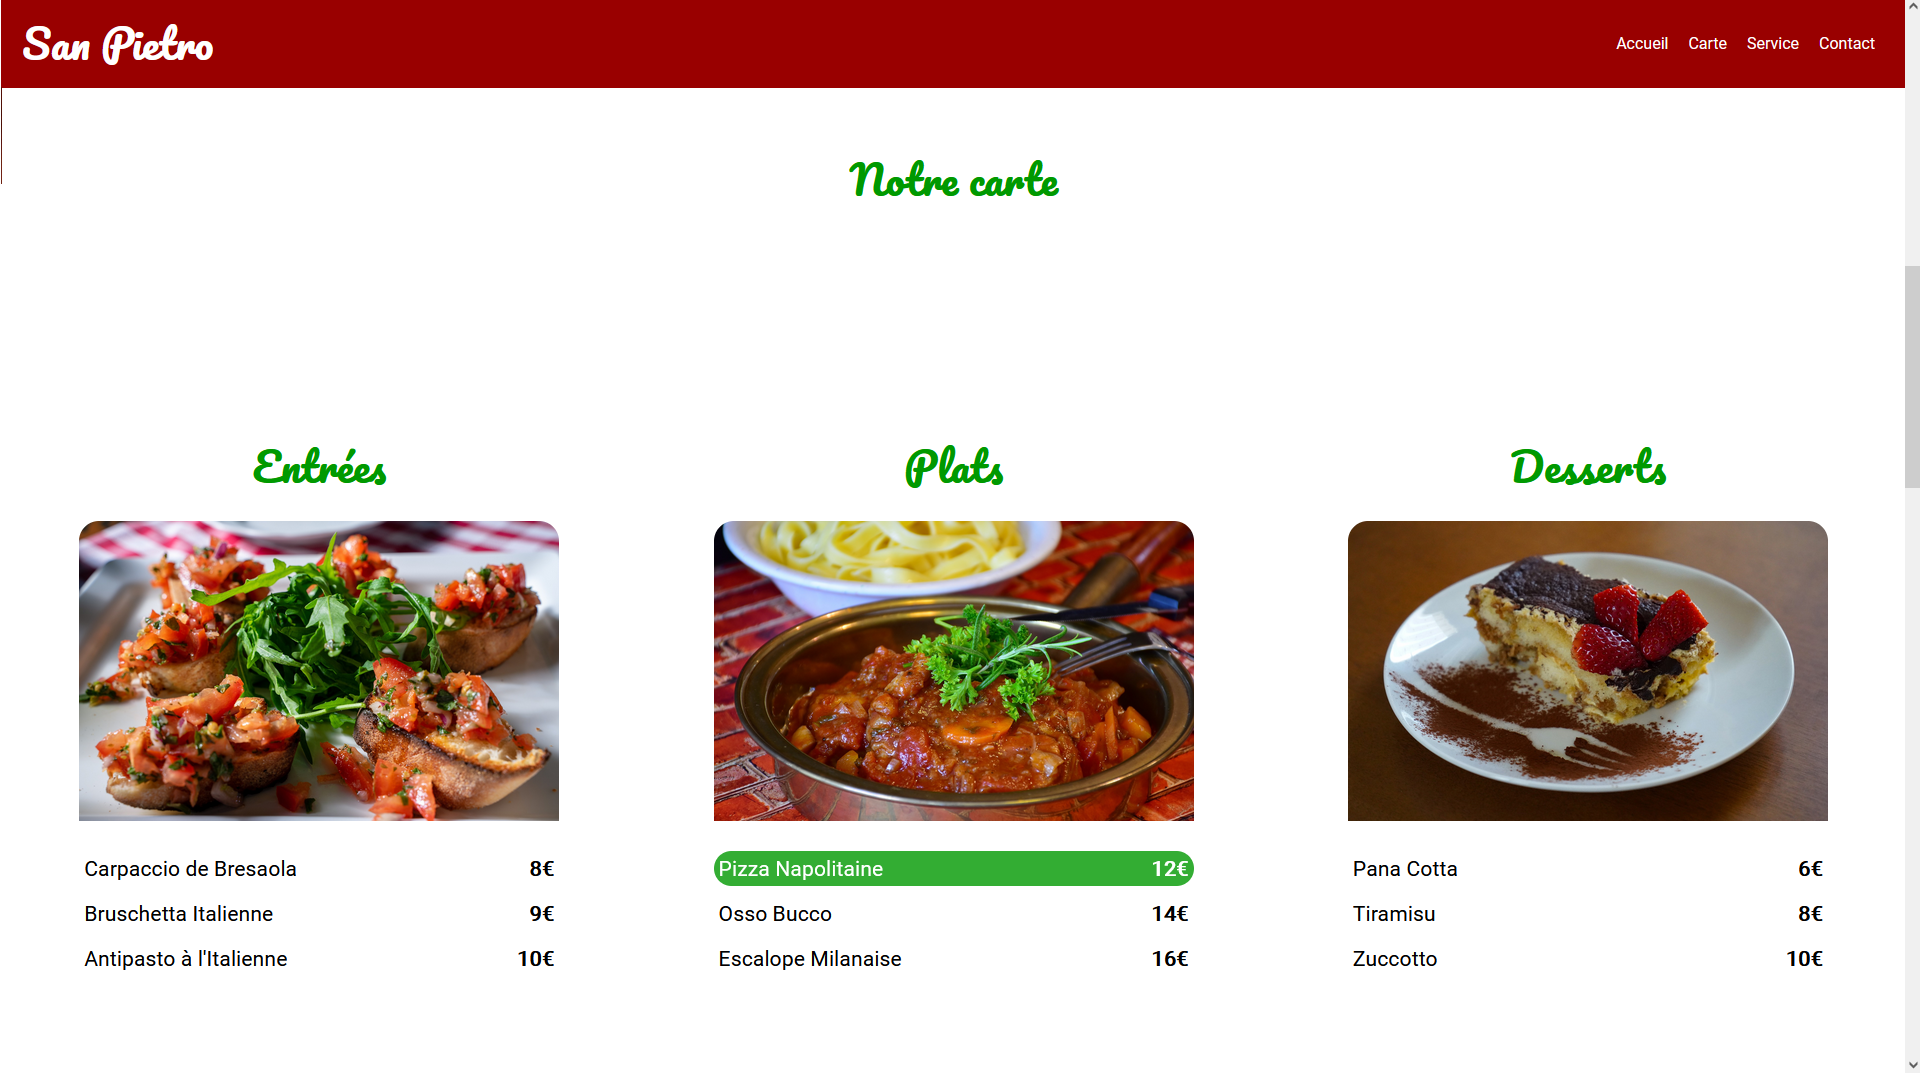 San Pietro
Accueil Carte Service Contact
Notre carte
Entrées
Carpaccio de Bresaola 8€
Bruschetta Italienne 9€
Antipasto à l'Italienne 10€
Plats
Pizza Napolitaine 12€
Osso Bucco 14€
Escalope Milanaise 16€
Desserts
Pana Cotta 6€
Tiramisu 8€
Zuccotto 10€